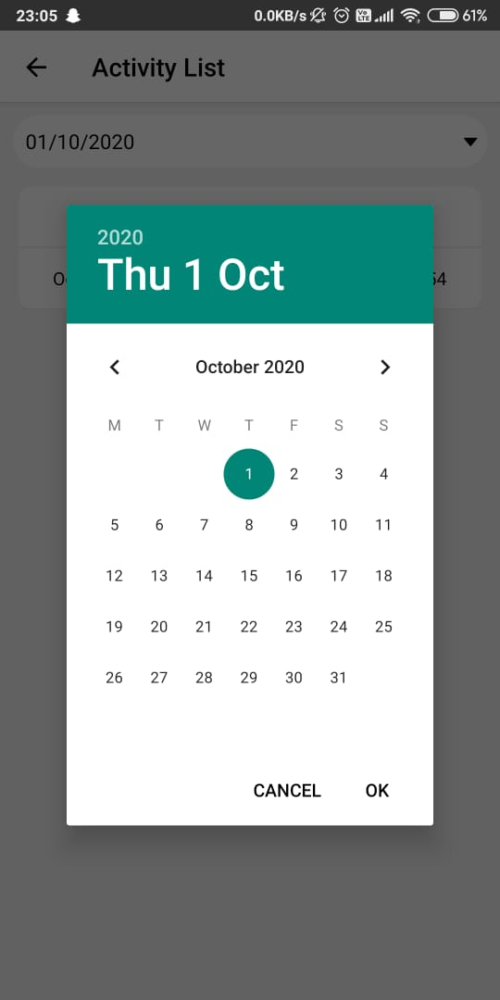 23:05 0.0KB/s Vo LTE 61%
Activity List
01/10/2020
2020
Thu 1 Oct
54
October 2020
M T W T F S S
1 2 3 4
5 6 7 8 9 10 11
12 13 14 15 16 17 18
19 20 21 22 23 24 25
26 27 28 29 30 31
CANCEL OK